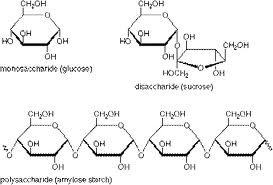 CH₂OH
O
OH
HO OH
OH
monosaccharide (glucose)
CH₂OH
O
OH
HO
OH
O
CH₂OH
O
HOCH₂
OH
OH
disaccharide (sucrose)
CH₂OH CH₂OH CH₂OH CH₂OH
O O O O
OH OH OH OH
O O O O
OH OH OH OH
polysaccharide (amylose starch)